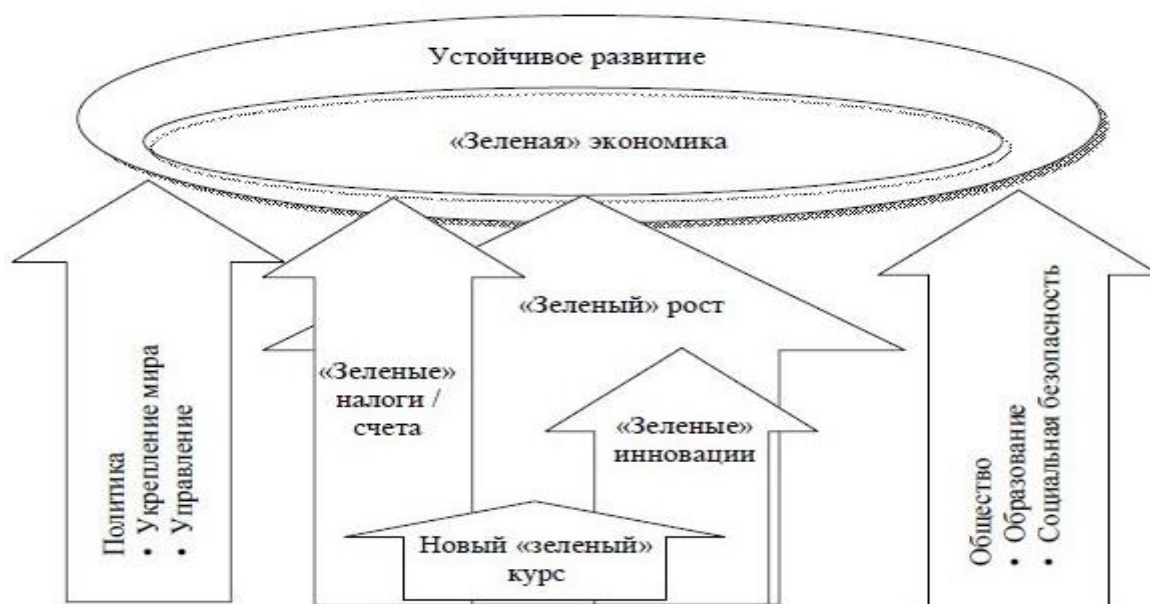 Устойчивое развитие
«Зеленая» экономика
Политика
• Укрепление мира
• Управление
«Зеленые»
налоги /
счета
«Зеленый» рост
«Зеленые»
инновации
Новый «зеленый»
курс
Общество
• Образование
• Социальная безопасность